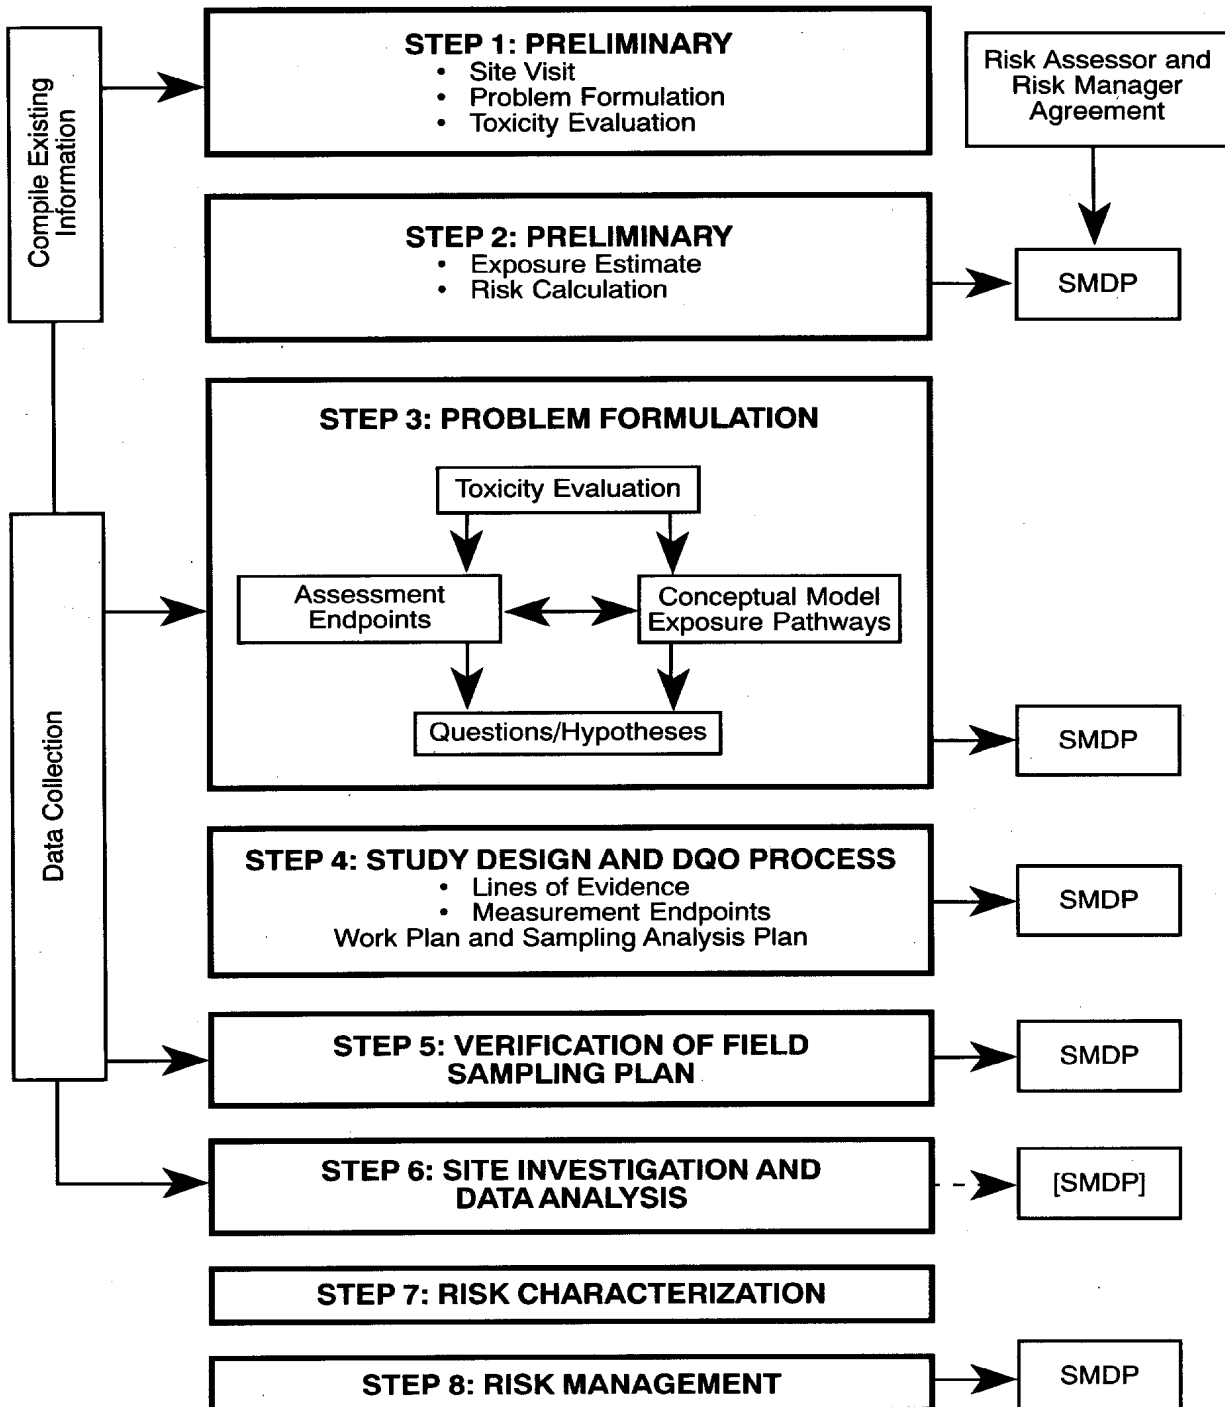 Compile Existing
Information
STEP 1: PRELIMINARY
• Site Visit
• Problem Formulation
• Toxicity Evaluation
Risk Assessor and
Risk Manager
Agreement
STEP 2: PRELIMINARY
• Exposure Estimate
• Risk Calculation
SMDP
Data Collection
STEP 3: PROBLEM FORMULATION
Toxicity Evaluation
Assessment
Endpoints
Conceptual Model
Exposure Pathways
Questions/Hypotheses
SMDP
STEP 4: STUDY DESIGN AND DQO PROCESS
• Lines of Evidence
• Measurement Endpoints
Work Plan and Sampling Analysis Plan
SMDP
STEP 5: VERIFICATION OF FIELD
SAMPLING PLAN
SMDP
STEP 6: SITE INVESTIGATION AND
DATA ANALYSIS
[SMDP]
STEP 7: RISK CHARACTERIZATION
STEP 8: RISK MANAGEMENT
SMDP